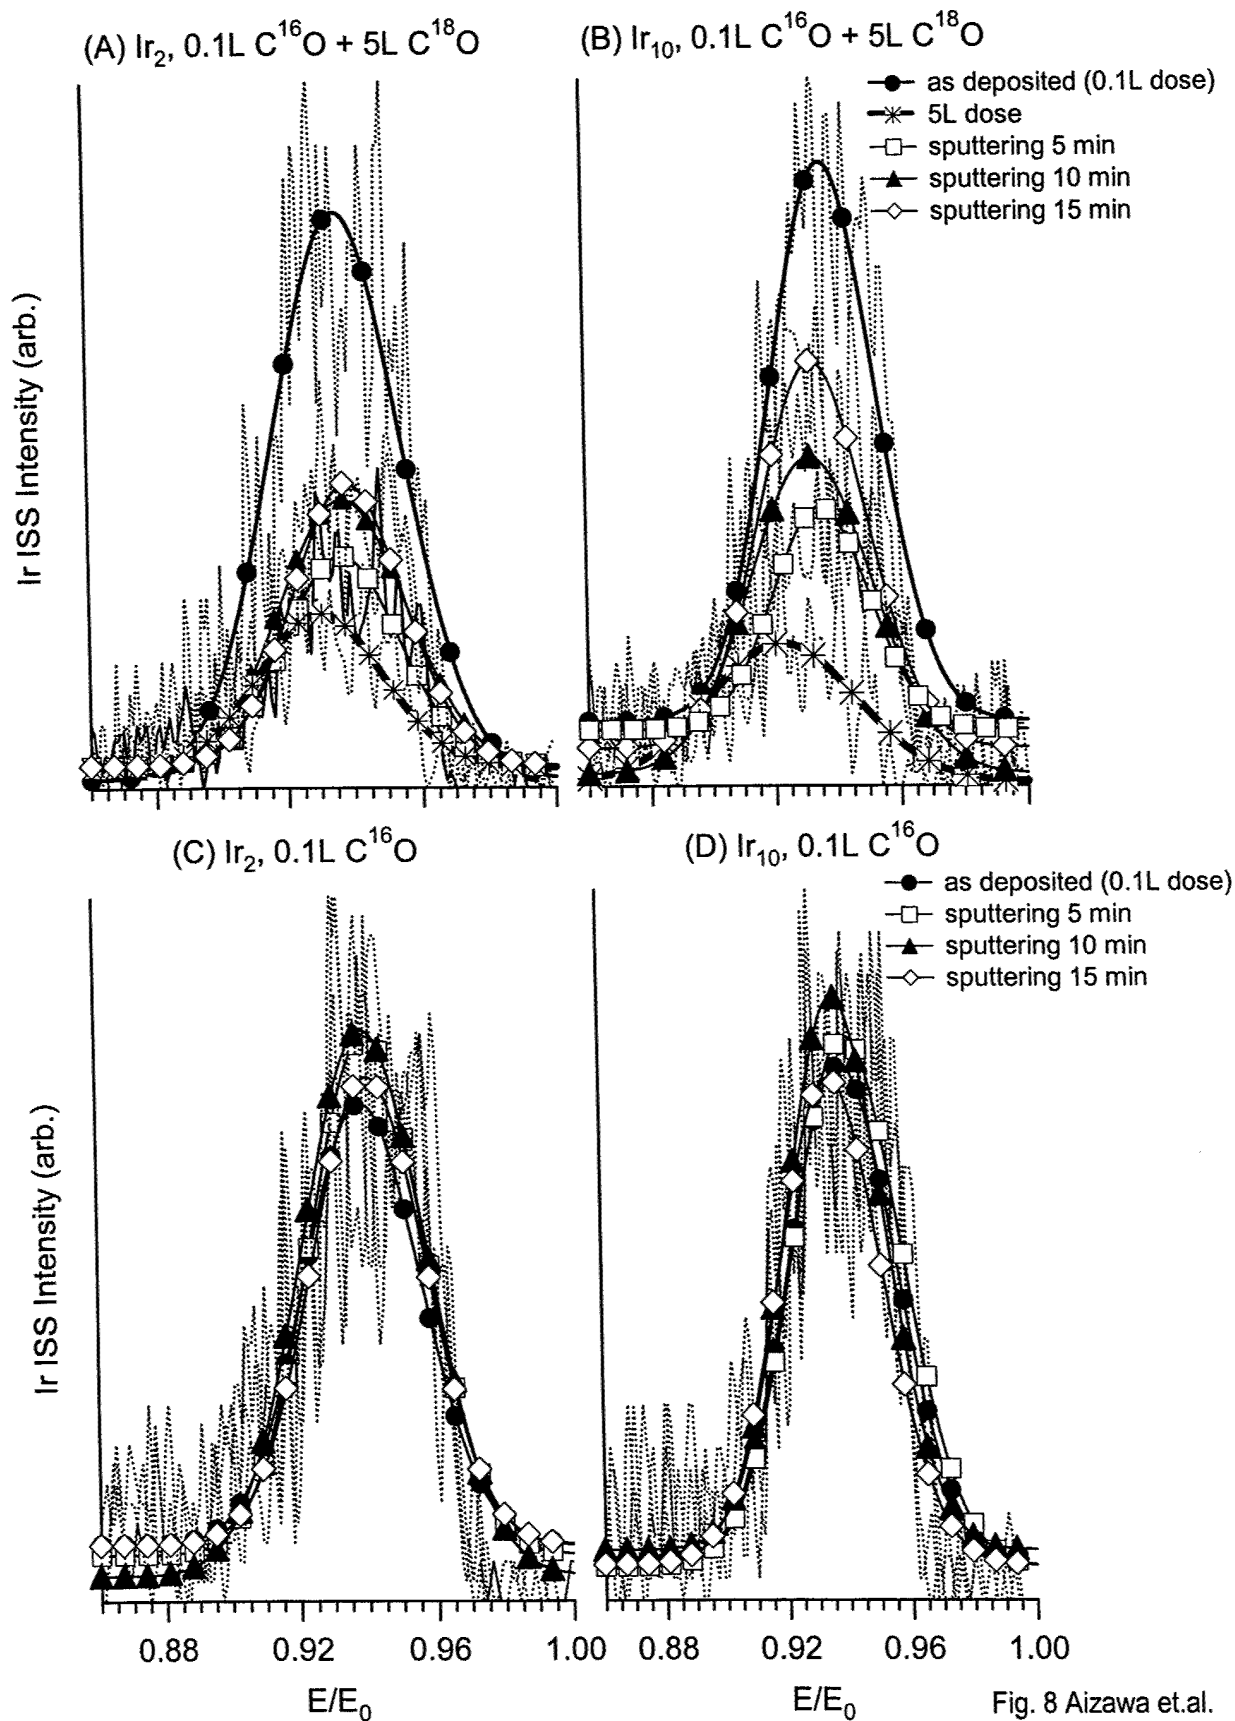 (A) Ir2, 0.1L C16O + 5L C18O
(B) Ir10, 0.1L C16O + 5L C18O
as deposited (0.1L dose)
5L dose
sputtering 5 min
sputtering 10 min
sputtering 15 min
Ir ISS Intensity (arb.)
(C) Ir2, 0.1L C16O
(D) Ir10, 0.1L C16O
as deposited (0.1L dose)
sputtering 5 min
sputtering 10 min
sputtering 15 min
Ir ISS Intensity (arb.)
0.88 0.92 0.96 1.00
0.88 0.92 0.96 1.00
E/E0
E/E0
Fig. 8 Aizawa et.al.